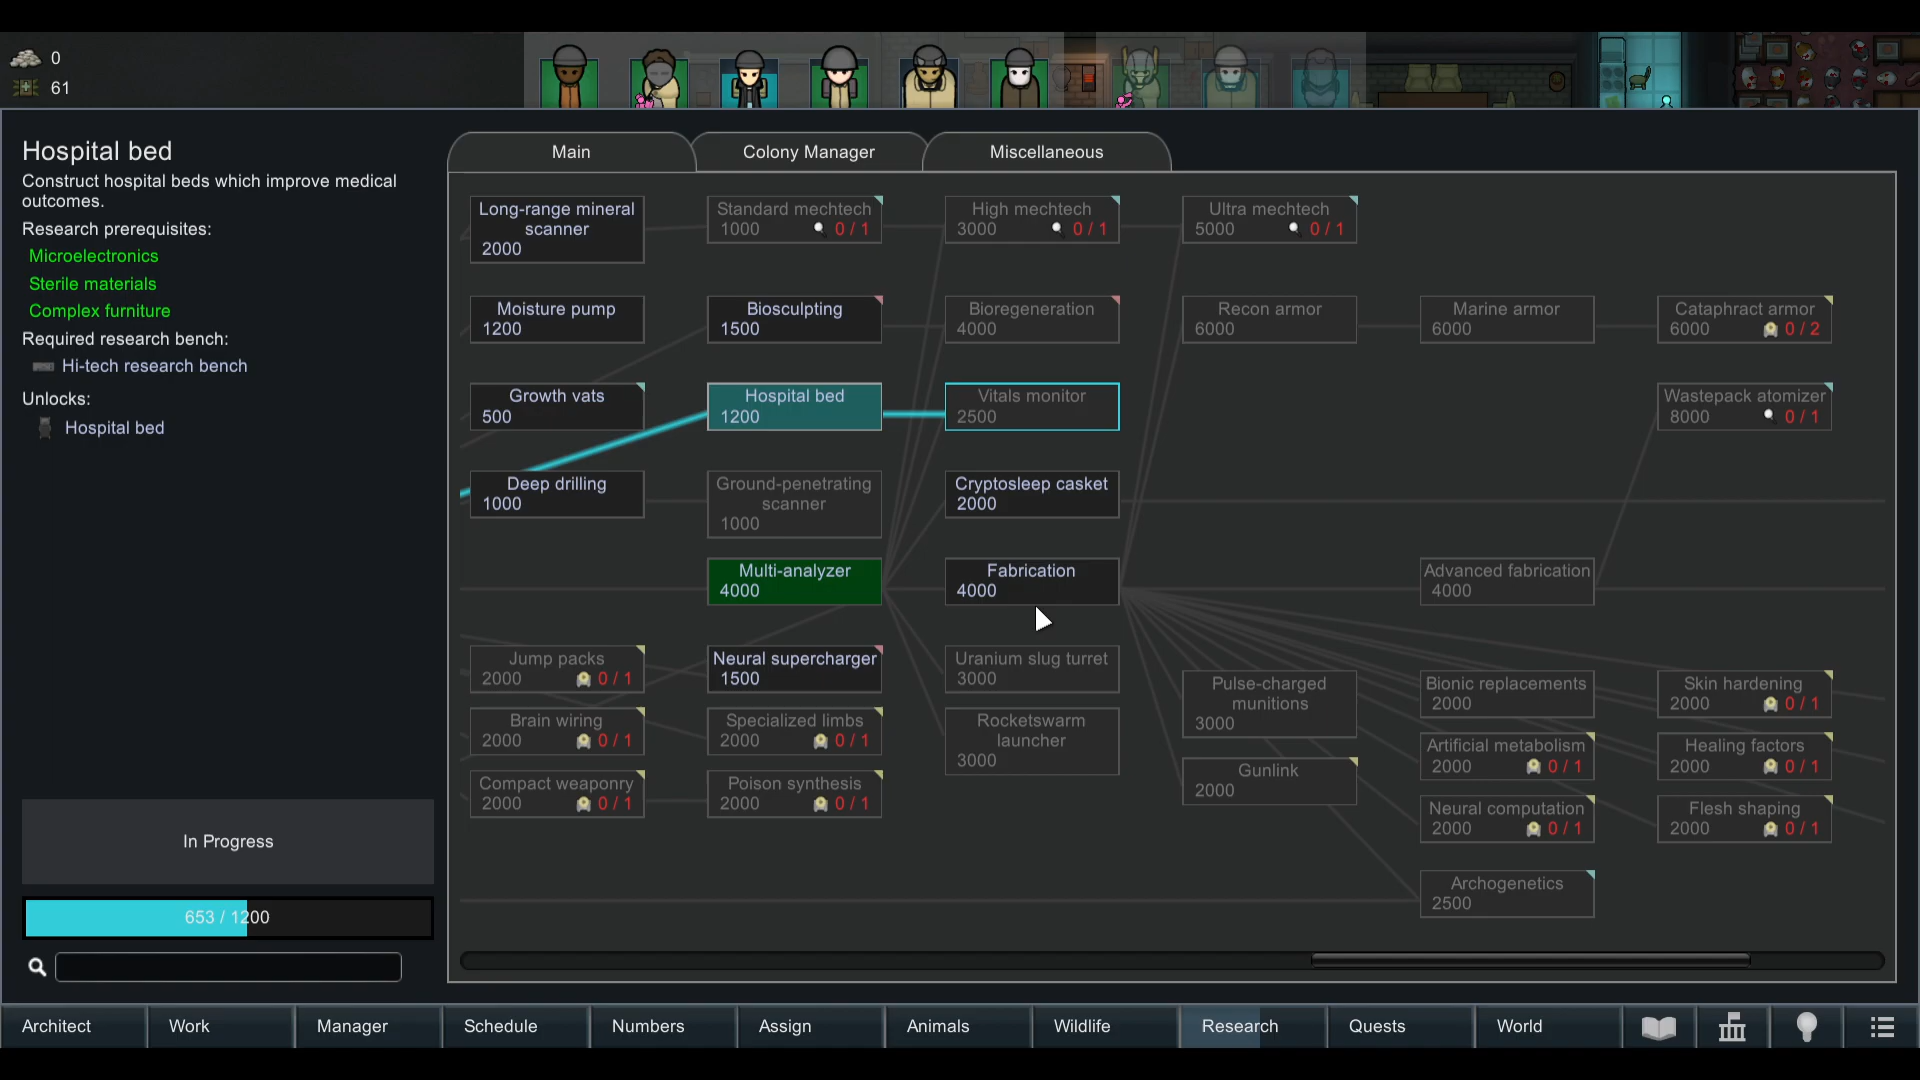 0
61
Hospital bed
Construct hospital beds which improve medical
outcomes.
Research prerequisites:
Microelectronics
Sterile materials
Complex furniture
Required research bench:
Hi-tech research bench
Unlocks:
Hospital bed
In Progress
653 / 1200
Main
Colony Manager
Miscellaneous
Long-range mineral
scanner
2000
Standard mechtech
1000 0 / 1
High mechtech
3000 0 / 1
Ultra mechtech
5000 0 / 1
Moisture pump
1200
Biosculpting
1500
Bioregeneration
4000
Recon armor
6000
Marine armor
6000
Cataphract armor
6000 0 / 2
Growth vats
500
Hospital bed
1200
Vitals monitor
2500
Wastepack atomizer
8000 0 / 1
Deep drilling
1000
Ground-penetrating
scanner
1000
Cryptosleep casket
2000
Multi-analyzer
4000
Fabrication
4000
Advanced fabrication
4000
Jump packs
2000 0 / 1
Neural supercharger
1500
Uranium slug turret
3000
Pulse-charged
munitions
3000
Bionic replacements
2000
Skin hardening
2000 0 / 1
Brain wiring
2000 0 / 1
Specialized limbs
2000 0 / 1
Rocketswarm
launcher
3000
Artificial metabolism
2000 0 / 1
Healing factors
2000 0 / 1
Compact weaponry
2000 0 / 1
Poison synthesis
2000 0 / 1
Gunlink
2000
Neural computation
2000 0 / 1
Flesh shaping
2000 0 / 1
Archogenetics
2500
Architect
Work
Manager
Schedule
Numbers
Assign
Animals
Wildlife
Research
Quests
World